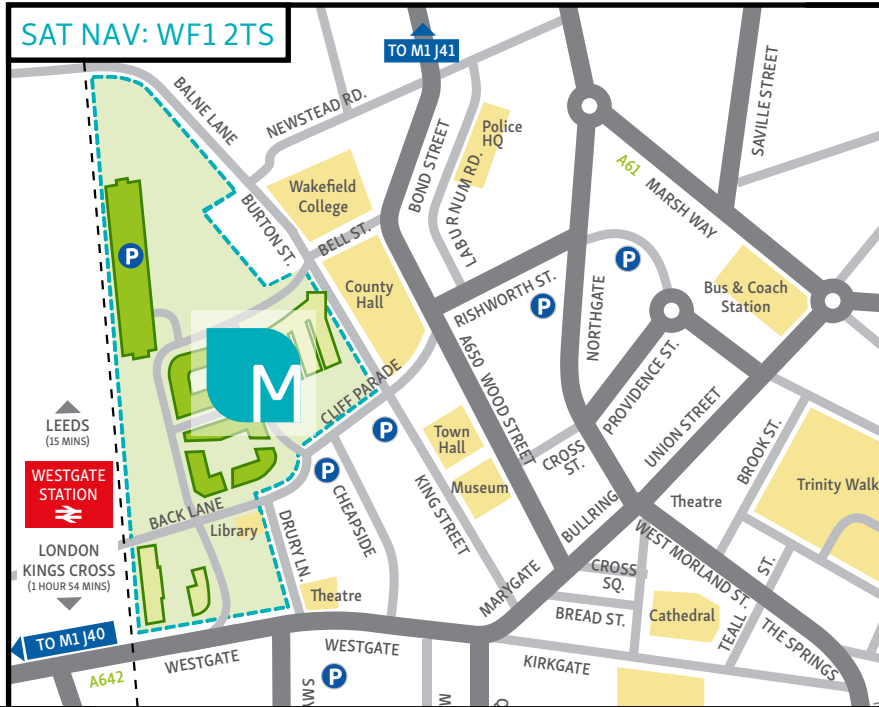 SAT NAV: WF1 2TS
TO M1 J41
BALNE LANE
NEWSTEAD RD.
SAVILLE STREET
Police
HQ
A61
MARSH WAY
BOND STREET
LABURNUM RD.
Wakefield
College
BURTON ST.
BELL ST.
P
County
Hall
RISHWORTH ST.
P
P
NORTHGATE
Bus & Coach
Station
M
CLIFF PARADE
A650 WOOD STREET
PROVIDENCE ST.
UNION STREET
LEEDS
(15 MINS)
WESTGATE
STATION
LONDON
KINGS CROSS
(1 HOUR 54 MINS)
P
P
Town
Hall
Museum
CROSS
ST.
BROOK ST.
Trinity Walk
Theatre
BACK LANE
Library
DRURY LN.
CHEAPSIDE
KING STREET
MARYGATE
BULLRING
CROSS
SQ.
BREAD ST.
WEST MORLAND ST.
Cathedral
TEALL
ST.
THE SPRINGS
Theatre
TO M1 J40
A642
WESTGATE
WESTGATE
KIRKGATE
P